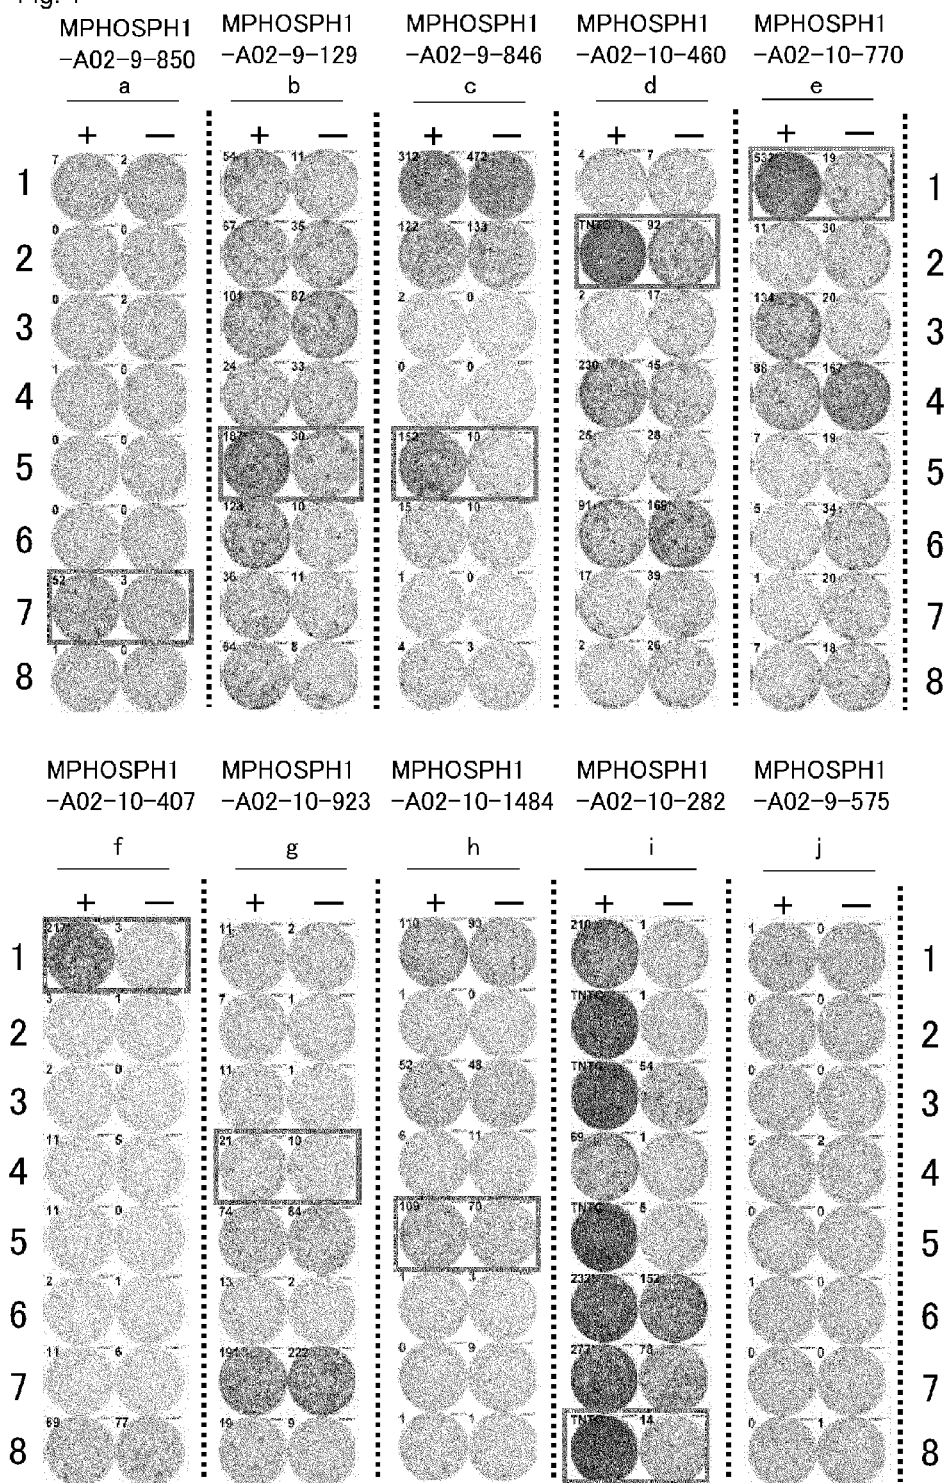 MPHOSPH1 MPHOSPH1 MPHOSPH1 MPHOSPH1 MPHOSPH1
-A02-9-850 -A02-9-129 -A02-9-846 -A02-10-460 -A02-10-770
a b c d e
+ — + — + — + — + —
1 7 2 54 11 312 472 4 7 532 19 1
2 0 0 67 35 122 133 TNTC 92 11 30 2
3 0 2 101 82 2 0 2 17 134 20 3
4 1 0 24 33 0 0 230 45 88 167 4
5 0 0 187 30 152 10 25 28 7 19 5
6 0 0 123 10 15 10 91 169 5 34 6
7 52 3 36 11 1 0 17 39 1 20 7
8 1 0 8 4 3 2 26 7 18 8
MPHOSPH1 MPHOSPH1 MPHOSPH1 MPHOSPH1 MPHOSPH1
-A02-10-407 -A02-10-923 -A02-10-1484 -A02-10-282 -A02-9-575
f g h i j
+ — + — + — + — + —
1 217 3 11 2 110 93 210 1 1 0 1
2 3 1 7 1 1 0 TNTC 1 0 0 2
3 2 0 11 1 52 48 TNTC 54 0 0 3
4 11 5 21 10 6 11 69 1 5 2 4
5 11 0 74 84 109 70 TNTC 5 0 0 5
6 2 1 13 2 1 232 152 1 0 6
7 11 6 191 222 0 9 277 78 0 0 7
8 69 77 19 9 1 1 TNTC 14 0 1 8